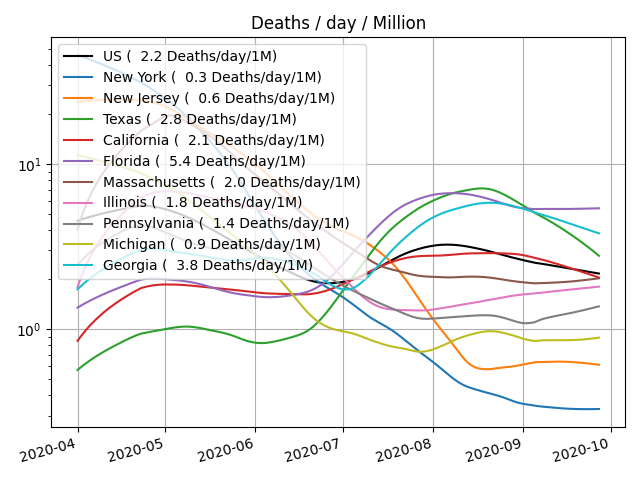 Deaths / day / Million
US (  2.2 Deaths/day/1M)
New York (  0.3 Deaths/day/1M)
New Jersey (  0.6 Deaths/day/1M)
Texas (  2.8 Deaths/day/1M)
California (  2.1 Deaths/day/1M)
Florida (  5.4 Deaths/day/1M)
Massachusetts (  2.0 Deaths/day/1M)
Illinois (  1.8 Deaths/day/1M)
Pennsylvania (  1.4 Deaths/day/1M)
Michigan (  0.9 Deaths/day/1M)
Georgia (  3.8 Deaths/day/1M)
10¹
10⁰
2020-04 2020-05 2020-06 2020-07 2020-08 2020-09 2020-10